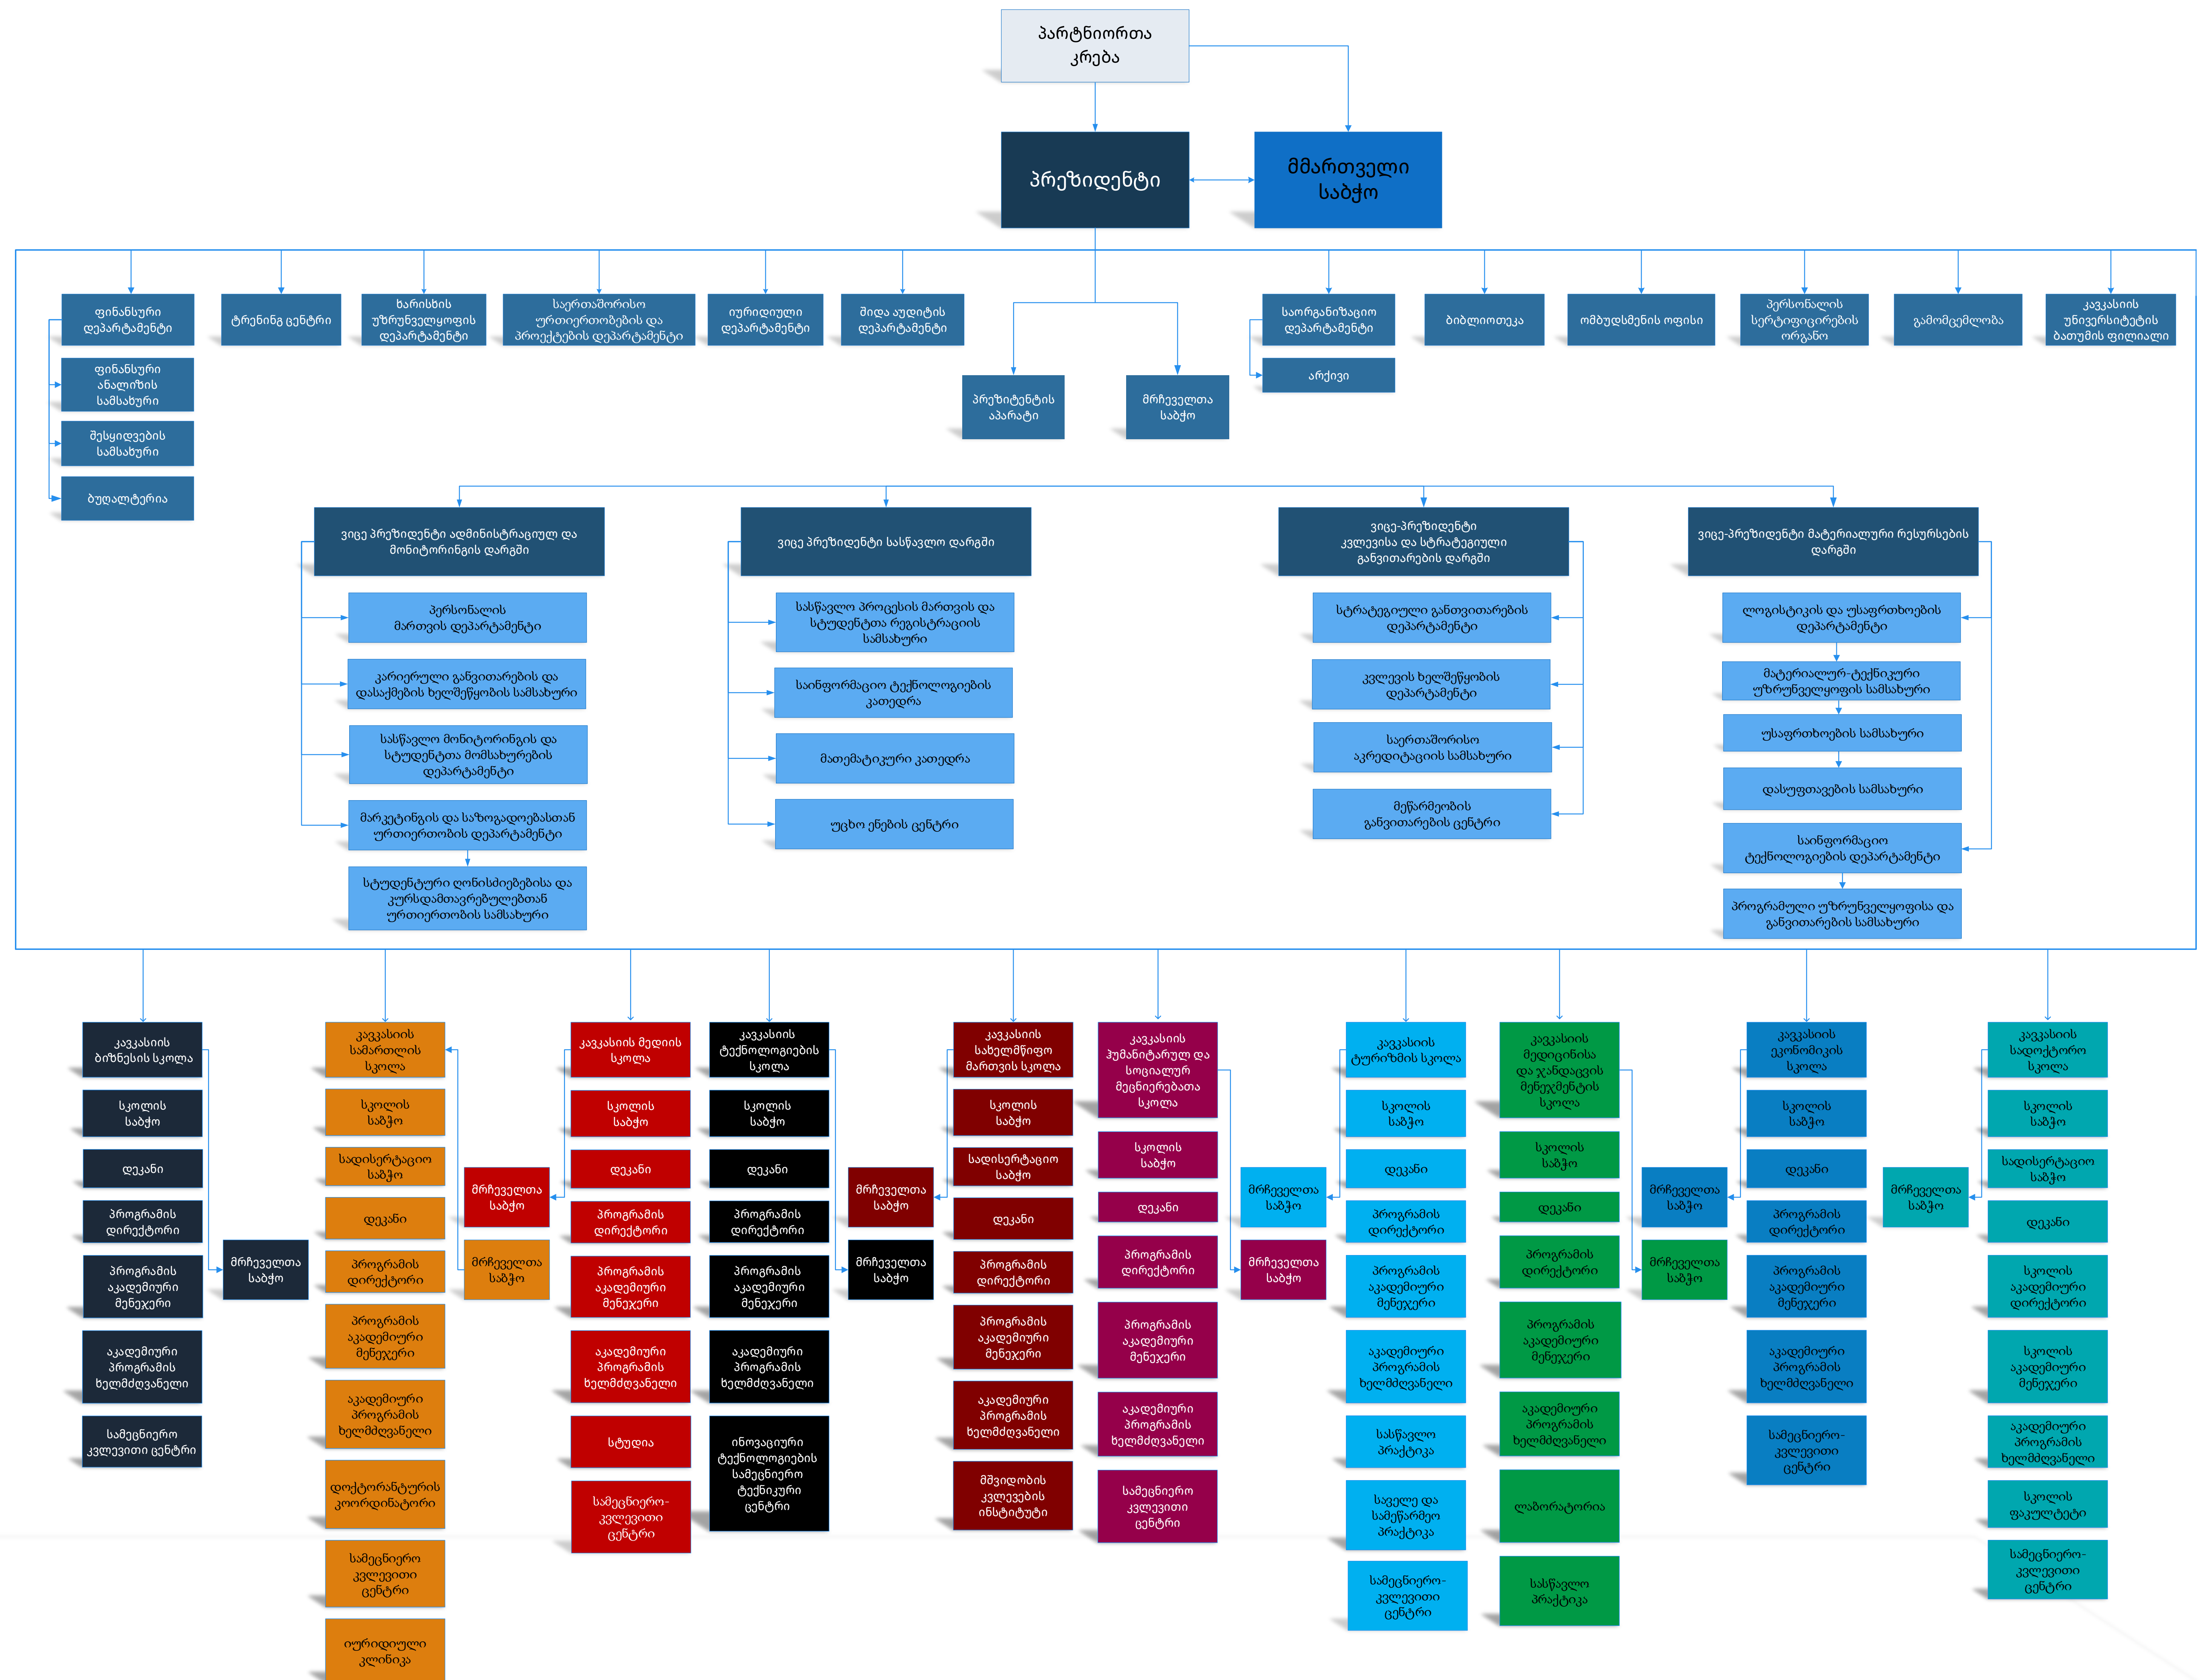 პარტნიორთა
კრება
პრეზიდენტი
მმართველი
საბჭო
ფინანსური
დეპარტამენტი
ტრენინგ ცენტრი
ხარისხის
უზრუნველყოფის
დეპარტამენტი
საერთაშორისო
ურთიერთობების და
პროექტების დეპარტამენტი
იურიდიული
დეპარტამენტი
შიდა აუდიტის
დეპარტამენტი
საორგანიზაციო
დეპარტამენტი
ბიბლიოთეკა
ომბუდსმენის ოფისი
პერსონალის
სერტიფიცირების
ორგანო
გამომცემლობა
კავკასიის
უნივერსიტეტის
ბათუმის ფილიალი
ფინანსური
ანალიზის
სამსახური
შესყიდვების
სამსახური
ბუღალტერია
პრეზიტენტის
აპარატი
მრჩეველთა
საბჭო
არქივი
ვიცე პრეზიდენტი ადმინისტრაციულ და
მონიტორინგის დარგში
ვიცე პრეზიდენტი სასწავლო დარგში
ვიცე-პრეზიდენტი
კვლევისა და სტრატეგიული
განვითარების დარგში
ვიცე-პრეზიდენტი მატერიალური რესურსების
დარგში
პერსონალის
მართვის დეპარტამენტი
კარიერული განვითარების და
დასაქმების ხელშეწყობის სამსახური
სასწავლო მონიტორინგის და
სტუდენტთა მომსახურების
დეპარტამენტი
მარკეტინგის და საზოგადოებასთან
ურთიერთობის დეპარტამენტი
სტუდენტური ღონისძიებებისა და
კურსდამთავრებულებთან
ურთიერთობის სამსახური
სასწავლო პროცესის მართვის და
სტუდენტთა რეგისტრაციის
სამსახური
საინფორმაციო ტექნოლოგიების
კათედრა
მათემატიკური კათედრა
უცხო ენების ცენტრი
სტრატეგიული განთვითარების
დეპარტამენტი
კვლევის ხელშეწყობის
დეპარტამენტი
საერთაშორისო
აკრედიტაციის სამსახური
მეწარმეობის
განვითარების ცენტრი
ლოგისტიკის და უსაფრთხოების
დეპარტამენტი
მატერიალურ-ტექნიკური
უზრუნველყოფის სამსახური
უსაფრთხოების სამსახური
დასუფთავების სამსახური
საინფორმაციო
ტექნოლოგიების დეპარტამენტი
პროგრამული უზრუნველყოფისა და
განვითარების სამსახური
კავკასიის
ბიზნესის სკოლა
სკოლის
საბჭო
დეკანი
პროგრამის
დირექტორი
პროგრამის
აკადემიური
მენეჯერი
აკადემიური
პროგრამის
ხელმძღვანელი
სამეცნიერო
კვლევითი ცენტრი
მრჩეველთა
საბჭო
კავკასიის
სამართლის
სკოლა
სკოლის
საბჭო
სადისერტაციო
საბჭო
დეკანი
პროგრამის
დირექტორი
პროგრამის
აკადემიური
მენეჯერი
აკადემიური
პროგრამის
ხელმძღვანელი
დოქტორანტურის
კოორდინატორი
სამეცნიერო
კვლევითი
ცენტრი
იურიდიული
კლინიკა
მრჩეველთა
საბჭო
მრჩეველთა
საბჭო
კავკასიის მედიის
სკოლა
სკოლის
საბჭო
დეკანი
პროგრამის
დირექტორი
პროგრამის
აკადემიური
მენეჯერი
აკადემიური
პროგრამის
ხელმძღვანელი
სტუდია
სამეცნიერო-
კვლევითი
ცენტრი
კავკასიის
ტექნოლოგიების
სკოლა
სკოლის
საბჭო
დეკანი
პროგრამის
დირექტორი
პროგრამის
აკადემიური
მენეჯერი
აკადემიური
პროგრამის
ხელმძღვანელი
ინოვაციური
ტექნოლოგიების
სამეცნიერო
ტექნიკური
ცენტრი
მრჩეველთა
საბჭო
მრჩეველთა
საბჭო
კავკასიის
სახელმწიფო
მართვის სკოლა
სკოლის
საბჭო
სადისერტაციო
საბჭო
დეკანი
პროგრამის
დირექტორი
პროგრამის
აკადემიური
მენეჯერი
აკადემიური
პროგრამის
ხელმძღვანელი
მშვიდობის
კვლევების
ინსტიტუტი
კავკასიის
ჰუმანიტარულ და
სოციალურ
მეცნიერებათა
სკოლა
სკოლის
საბჭო
დეკანი
პროგრამის
დირექტორი
პროგრამის
აკადემიური
მენეჯერი
აკადემიური
პროგრამის
ხელმძღვანელი
სამეცნიერო
კვლევითი
ცენტრი
მრჩეველთა
საბჭო
მრჩეველთა
საბჭო
კავკასიის
ტურიზმის სკოლა
სკოლის
საბჭო
დეკანი
პროგრამის
დირექტორი
პროგრამის
აკადემიური
მენეჯერი
აკადემიური
პროგრამის
ხელმძღვანელი
სასწავლო
პრაქტიკა
საველე და
სამეწარმეო
პრაქტიკა
სამეცნიერო-
კვლევითი
ცენტრი
კავკასიის
მედიცინისა
და ჯანდაცვის
მენეჯმენტის
სკოლა
სკოლის
საბჭო
დეკანი
პროგრამის
დირექტორი
პროგრამის
აკადემიური
მენეჯერი
აკადემიური
პროგრამის
ხელმძღვანელი
ლაბორატორია
სასწავლო
პრაქტიკა
მრჩეველთა
საბჭო
მრჩეველთა
საბჭო
კავკასიის
ეკონომიკის
სკოლა
სკოლის
საბჭო
დეკანი
პროგრამის
დირექტორი
პროგრამის
აკადემიური
მენეჯერი
აკადემიური
პროგრამის
ხელმძღვანელი
სამეცნიერო-
კვლევითი
ცენტრი
მრჩეველთა
საბჭო
კავკასიის
სადოქტორო
სკოლა
სკოლის
საბჭო
სადისერტაციო
საბჭო
დეკანი
სკოლის
აკადემიური
დირექტორი
სკოლის
აკადემიური
მენეჯერი
აკადემიური
პროგრამის
ხელმძღვანელი
სკოლის
ფაკულტეტი
სამეცნიერო-
კვლევითი
ცენტრი